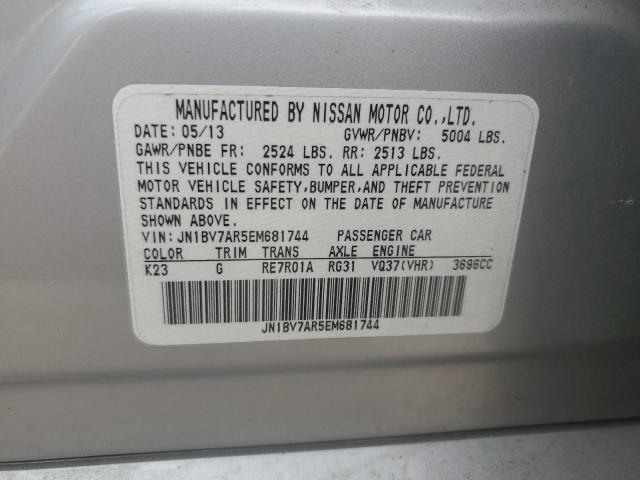 MANUFACTURED BY NISSAN MOTOR CO.,LTD.
DATE: 05/13 GVWR/PNBV: 5004 LBS.
GAWR/PNBE FR: 2524 LBS. RR: 2513 LBS.
THIS VEHICLE CONFORMS TO ALL APPLICABLE FEDERAL
MOTOR VEHICLE SAFETY,BUMPER,AND THEFT PREVENTION
STANDARDS IN EFFECT ON THE DATE OF MANUFACTURE
SHOWN ABOVE.
VIN: JN1BV7AR5EM681744 PASSENGER CAR
COLOR TRIM TRANS AXLE ENGINE
K23 G RE7R01A RG31 VQ37(VHR) 3696CC
JN1BV7AR5EM681744